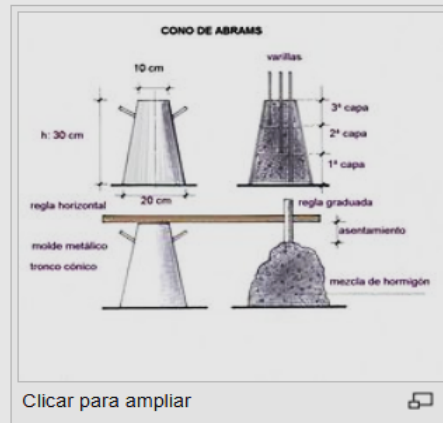 CONO DE ABRAMS
10 cm
varillas
3ª capa
h: 30 cm
2ª capa
1ª capa
20 cm
regla graduada
regla horizontal
asentamiento
molde metálico
tronco cónico
mezcla de hormigón
Clicar para ampliar